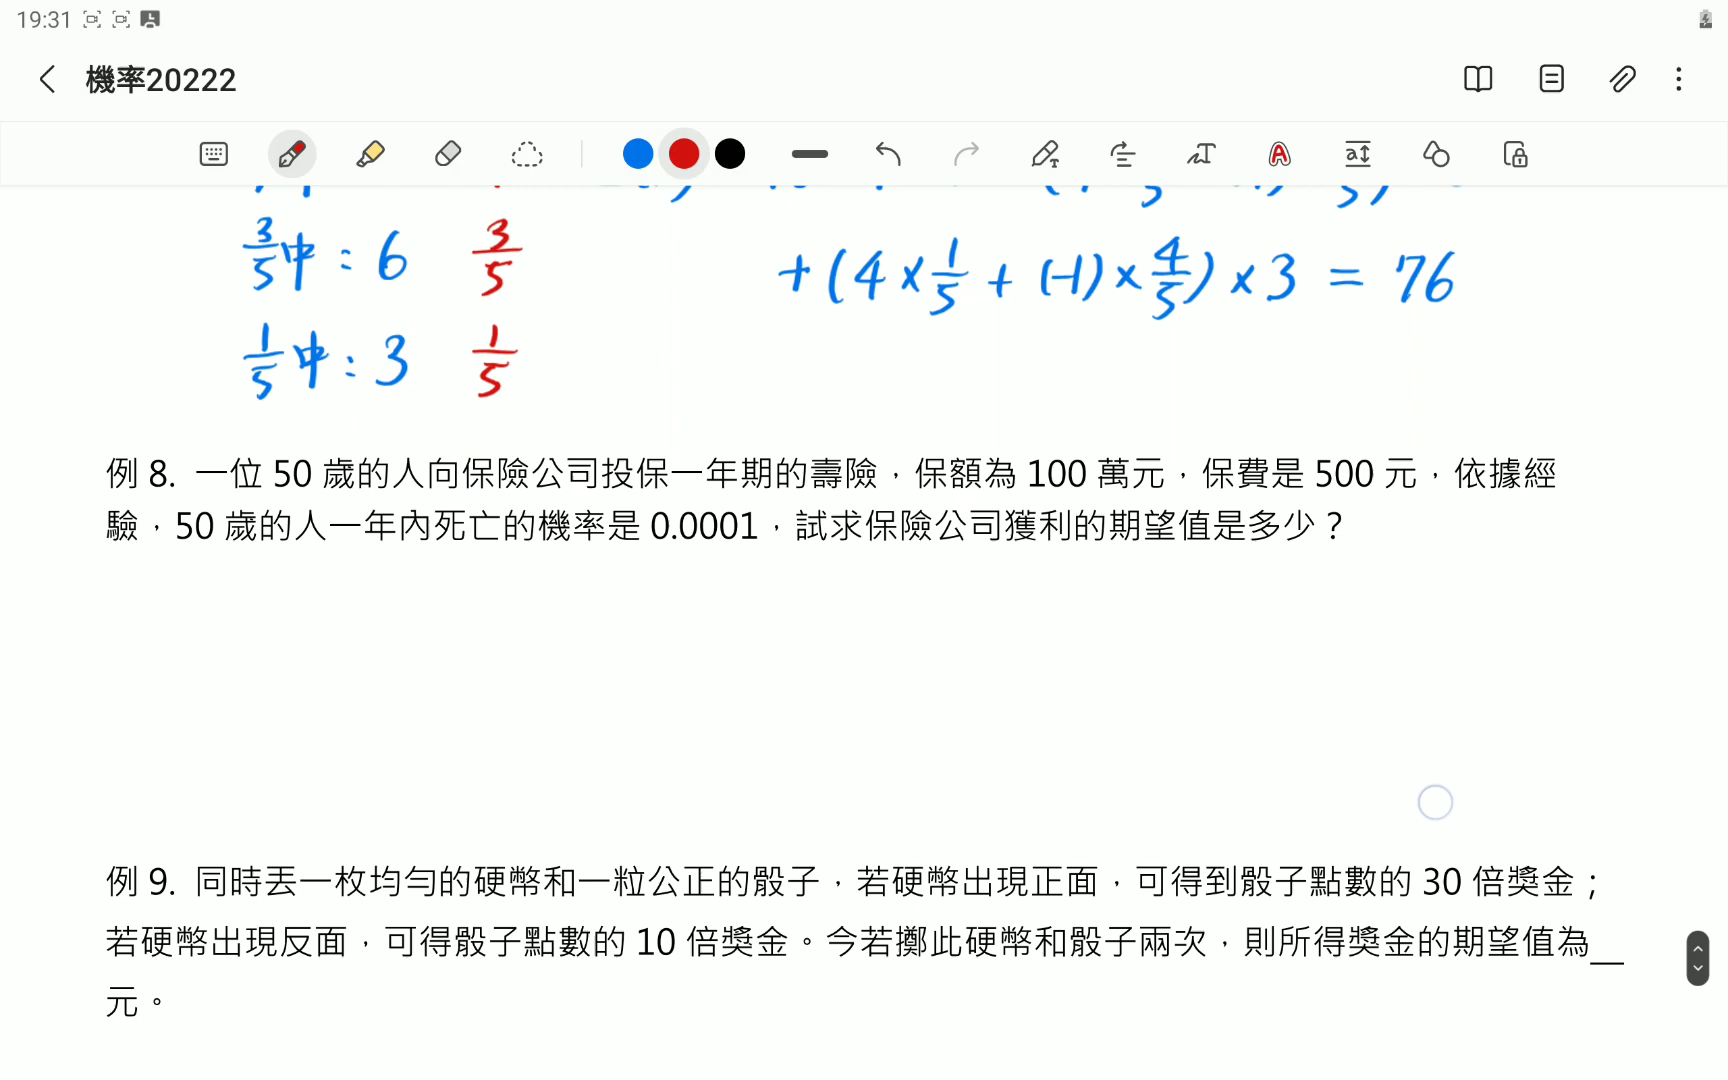 19:31
機率20222
3/5中：6 3/5
+(4×1/5+(-1)×4/5)×3=76
1/5中：3 1/5
例 8. 一位 50 歲的人向保險公司投保一年期的壽險，保額為 100 萬元，保費是 500 元，依據經
驗，50 歲的人一年內死亡的機率是 0.0001，試求保險公司獲利的期望值是多少？
例 9. 同時丟一枚均勻的硬幣和一粒公正的骰子，若硬幣出現正面，可得到骰子點數的 30 倍獎金；
若硬幣出現反面，可得骰子點數的 10 倍獎金。今若擲此硬幣和骰子兩次，則所得獎金的期望值為__
元。